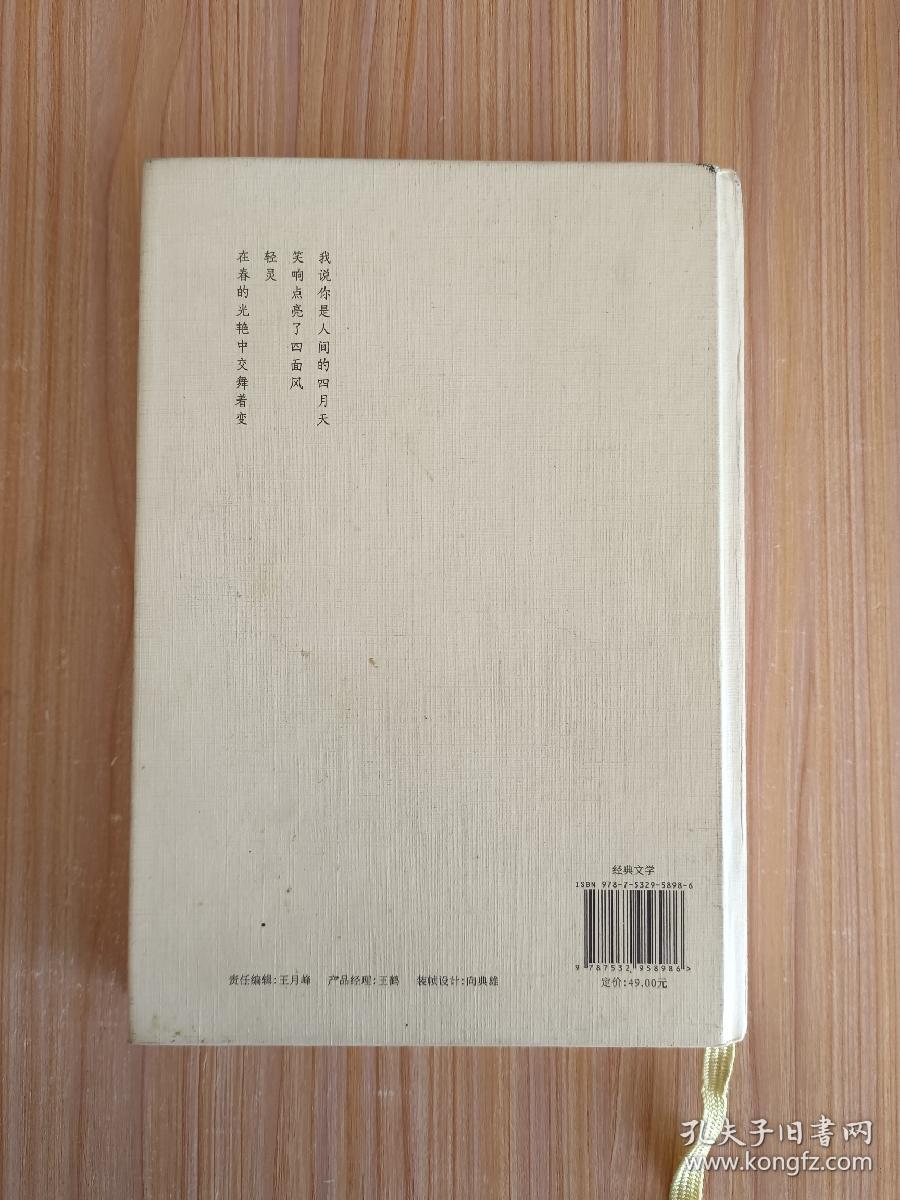 我说你是人间的四月天
笑响点亮了四面风
轻灵
在春的光艳中交舞着变
经典文学
ISBN 978-7-5329-5898-6
9 787532 958986 >
定价:49.00元
责任编辑:王月峰 产品经理:王鹤 装帧设计:向典雄
孔夫子旧书网
www.kongfz.com